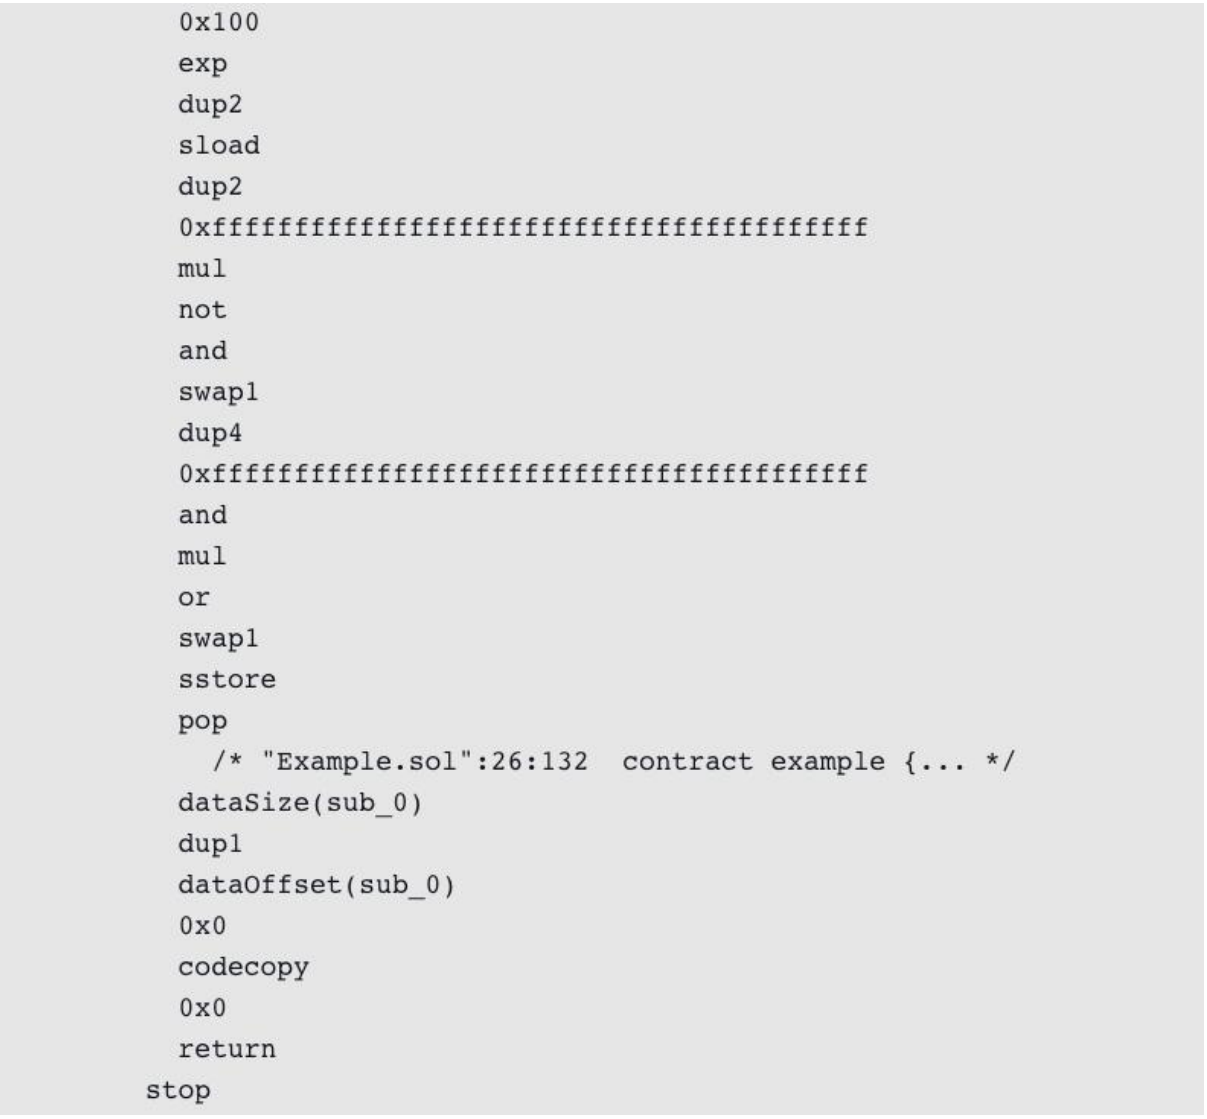 0x100
exp
dup2
sload
dup2
0xffffffffffffffffffffffffffffffffffffffff
mul
not
and
swap1
dup4
0xffffffffffffffffffffffffffffffffffffffff
and
mul
or
swap1
sstore
pop
/* "Example.sol":26:132  contract example {... */
dataSize(sub_0)
dup1
dataOffset(sub_0)
0x0
codecopy
0x0
return
stop